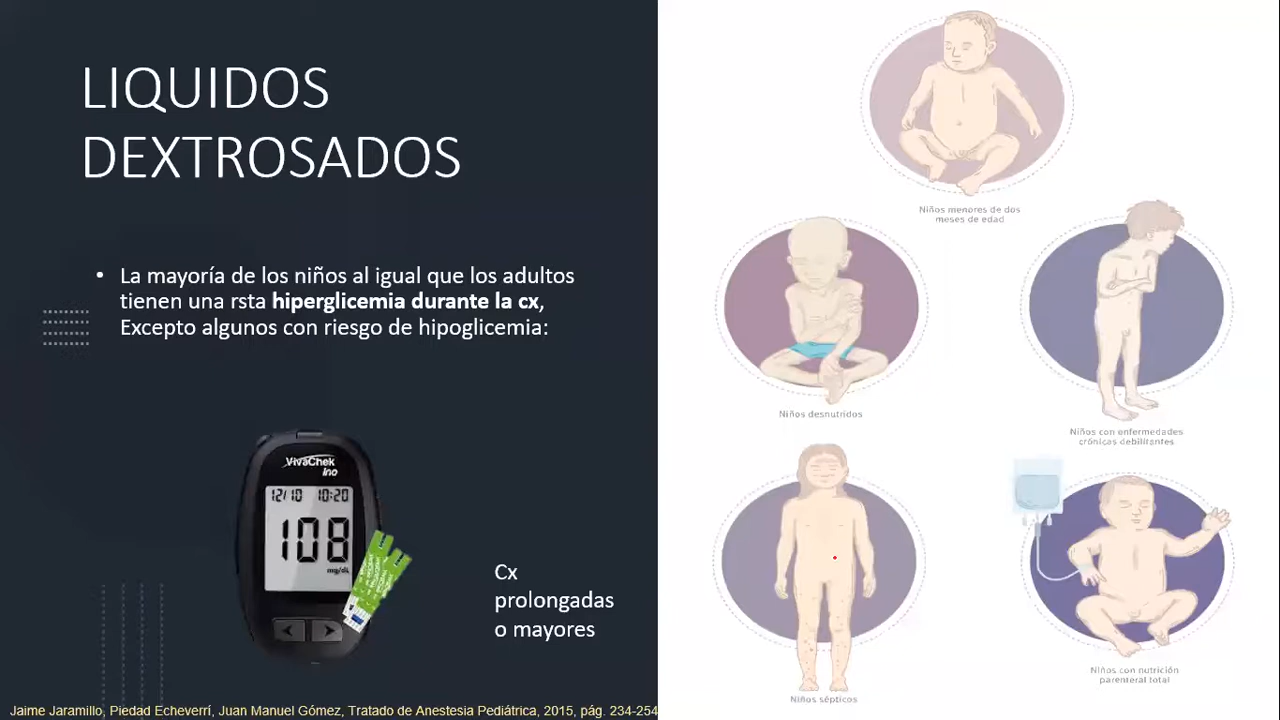 LIQUIDOS
DEXTROSADOS
• La mayoría de los niños al igual que los adultos
tienen una rsta hiperglicemia durante la cx,
Excepto algunos con riesgo de hipoglicemia:
VivaChek
Ino
12/10 10:20
108
mg/dL
Cx
prolongadas
o mayores
Jaime Jaramillo, Piedad Echeverrí, Juan Manuel Gómez, Tratado de Anestesia Pediátrica, 2015, pág. 234-254
Niños menores de dos
meses de edad
Niños desnutridos
Niños con enfermedades
crónicas debilitantes
Niños sépticos
Niños con nutrición
parenteral total